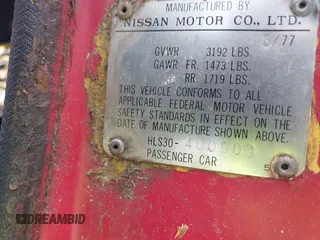 MANUFACTURED BY
NISSAN MOTOR CO., LTD.
6/77
GVWR 3192 LBS.
GAWR FR. 1473 LBS.
RR. 1719 LBS.
THIS VEHICLE CONFORMS TO ALL
APPLICABLE FEDERAL MOTOR VEHICLE
SAFETY STANDARDS IN EFFECT ON THE
DATE OF MANUFACTURE SHOWN ABOVE.
HLS30-
PASSENGER CAR
5
DREAMBID